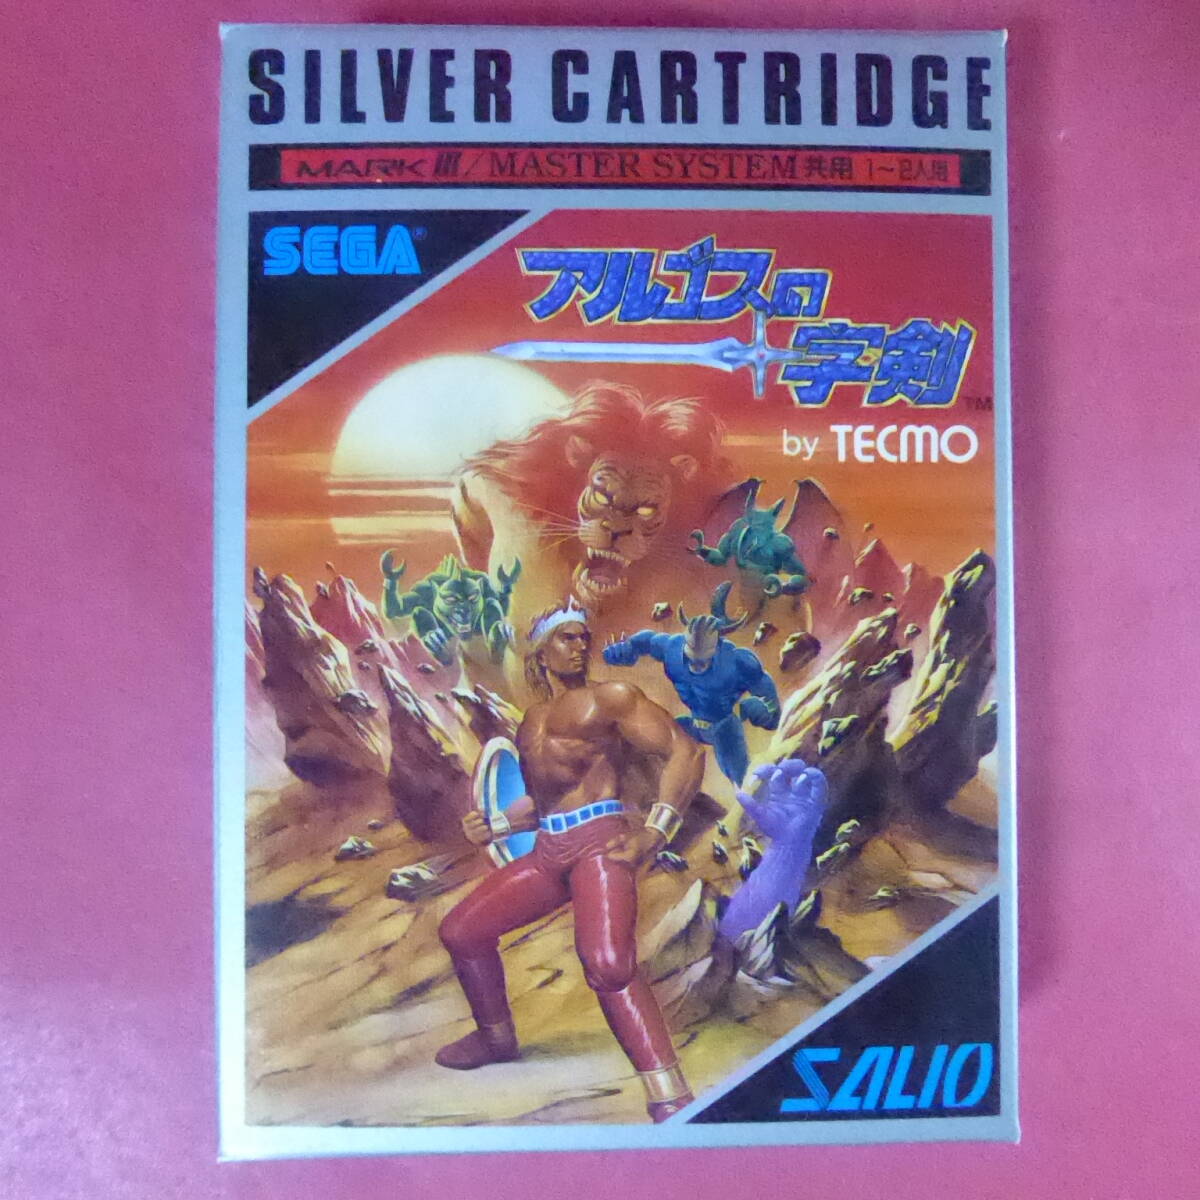 SILVER CARTRIDGE
MARK III / MASTER SYSTEM 共用 1~2人用
SEGA®
アルゴスの
十字剣
TM
by TECMO
SALIO